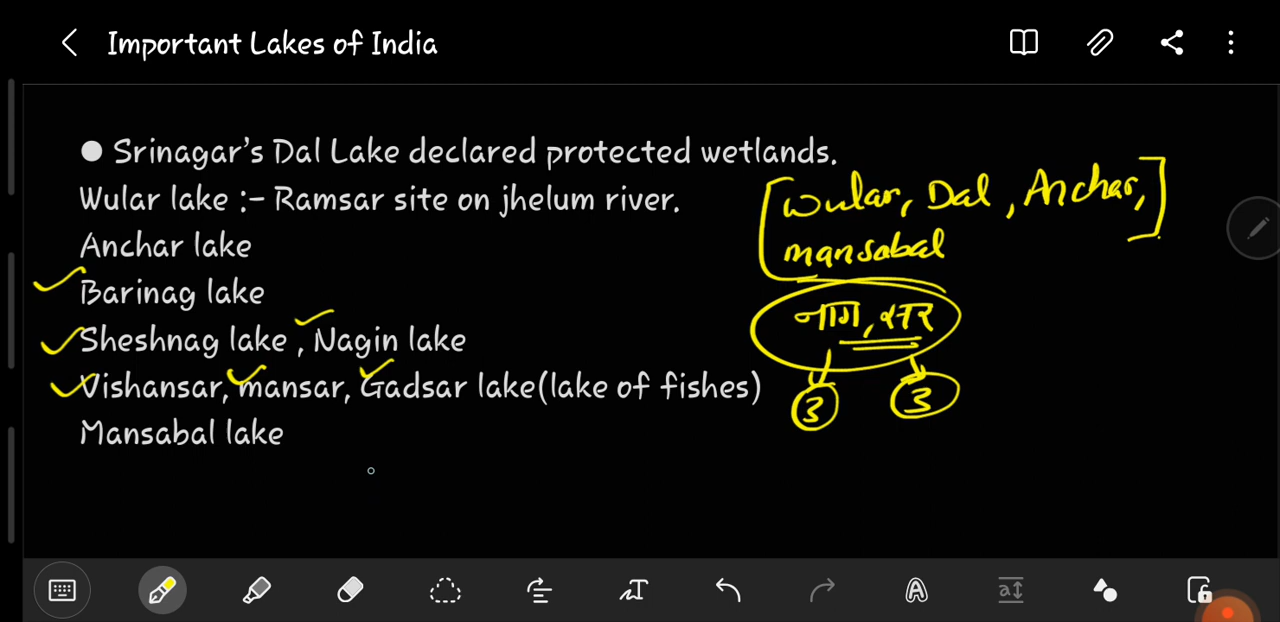 Important Lakes of India
● Srinagar's Dal Lake declared protected wetlands.
Wular lake :- Ramsar site on jhelum river.
Anchar lake
Barinag lake
Sheshnag lake , Nagin lake
Vishansar, mansar, Gadsar lake(lake of fishes)
Mansabal lake
[wular, Dal, Anchar,
mansabal]
नाग, सर
3 3